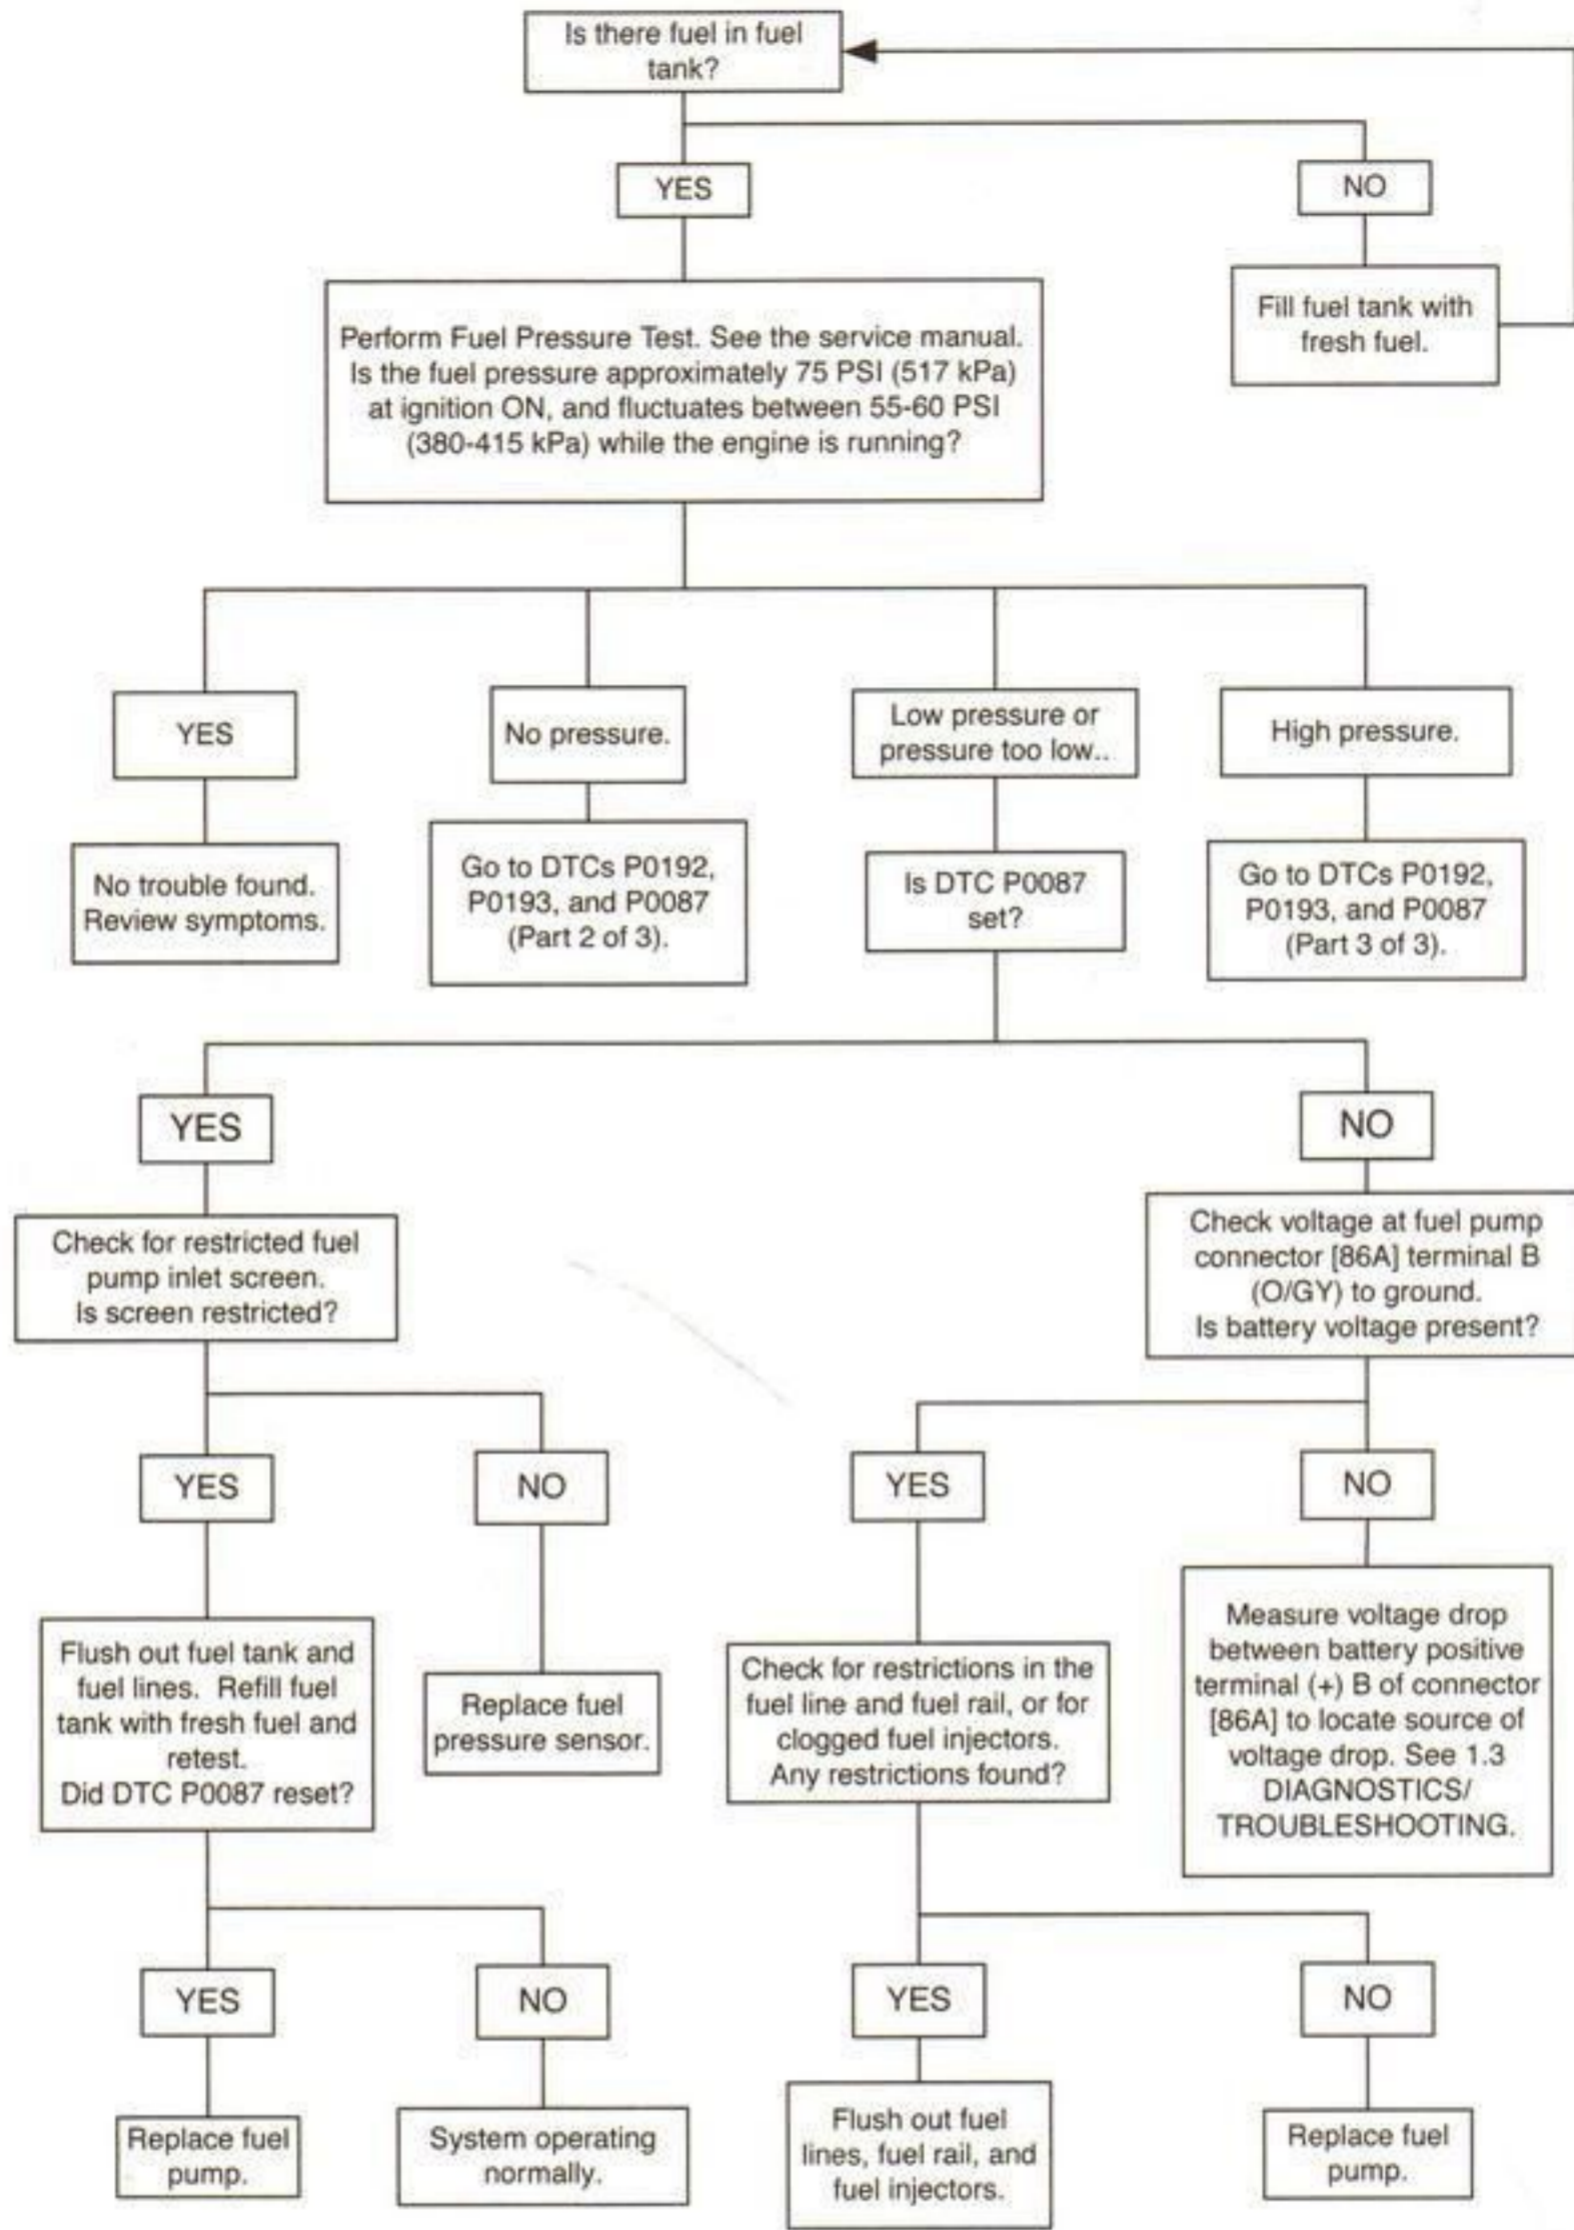 Is there fuel in fuel
tank?
YES
NO
Fill fuel tank with
fresh fuel.
Perform Fuel Pressure Test. See the service manual.
Is the fuel pressure approximately 75 PSI (517 kPa)
at ignition ON, and fluctuates between 55-60 PSI
(380-415 kPa) while the engine is running?
YES
No pressure.
Low pressure or
pressure too low..
High pressure.
No trouble found.
Review symptoms.
Go to DTCs P0192,
P0193, and P0087
(Part 2 of 3).
Is DTC P0087
set?
Go to DTCs P0192,
P0193, and P0087
(Part 3 of 3).
YES
NO
Check for restricted fuel
pump inlet screen.
Is screen restricted?
Check voltage at fuel pump
connector [86A] terminal B
(O/GY) to ground.
Is battery voltage present?
YES
NO
YES
NO
Flush out fuel tank and
fuel lines. Refill fuel
tank with fresh fuel and
retest.
Did DTC P0087 reset?
Replace fuel
pressure sensor.
Check for restrictions in the
fuel line and fuel rail, or for
clogged fuel injectors.
Any restrictions found?
Measure voltage drop
between battery positive
terminal (+) B of connector
[86A] to locate source of
voltage drop. See 1.3
DIAGNOSTICS/
TROUBLESHOOTING.
YES
NO
YES
NO
Replace fuel
pump.
System operating
normally.
Flush out fuel
lines, fuel rail, and
fuel injectors.
Replace fuel
pump.